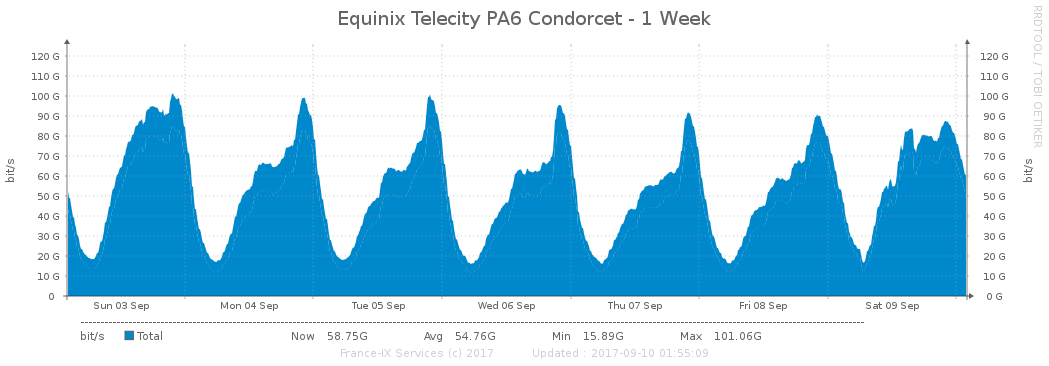 Equinix Telecity PA6 Condorcet - 1 Week
RRDTOOL / TOBI OETIKER
120 G 120 G
110 G 110 G
100 G 100 G
90 G 90 G
80 G 80 G
70 G 70 G
60 G 60 G
50 G 50 G
40 G 40 G
30 G 30 G
20 G 20 G
10 G 10 G
0 0 G
bit/s
bit/s
Sun 03 Sep Mon 04 Sep Tue 05 Sep Wed 06 Sep Thu 07 Sep Fri 08 Sep Sat 09 Sep
bit/s Total Now 58.75G Avg 54.76G Min 15.89G Max 101.06G
France-IX Services (c) 2017 Updated : 2017-09-10 01:55:09